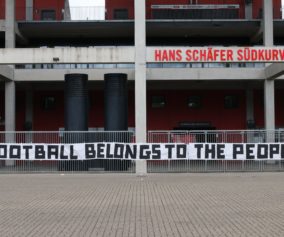 HANS SCHÄFER SÜDKURV
OOTBALL BELONGS TO THE PEOP